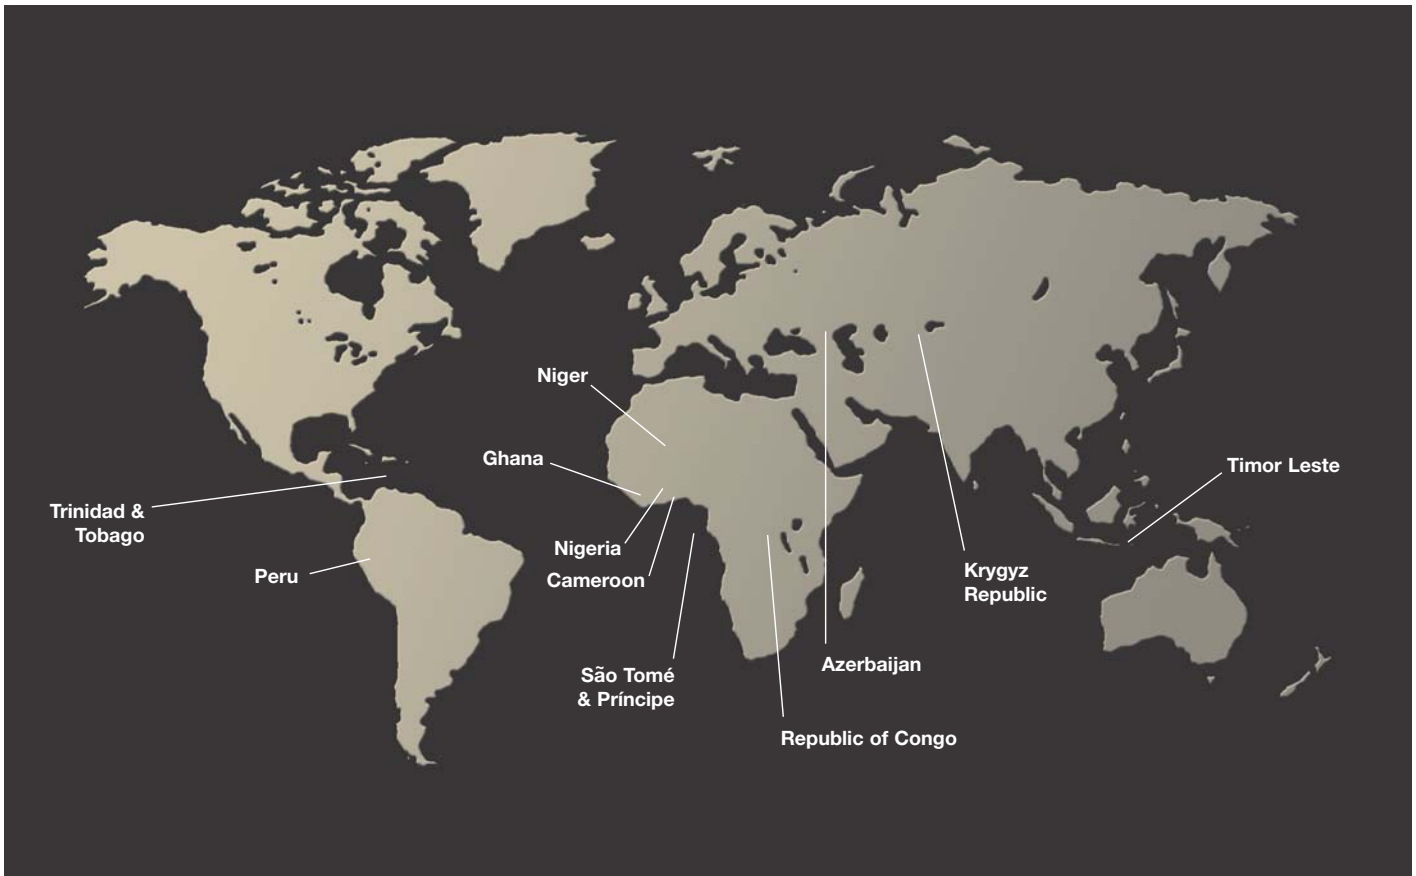 Niger
Ghana
Timor Leste
Trinidad &
Tobago
Nigeria
Peru
Cameroon
Krygyz
Republic
São Tomé
& Príncipe
Azerbaijan
Republic of Congo